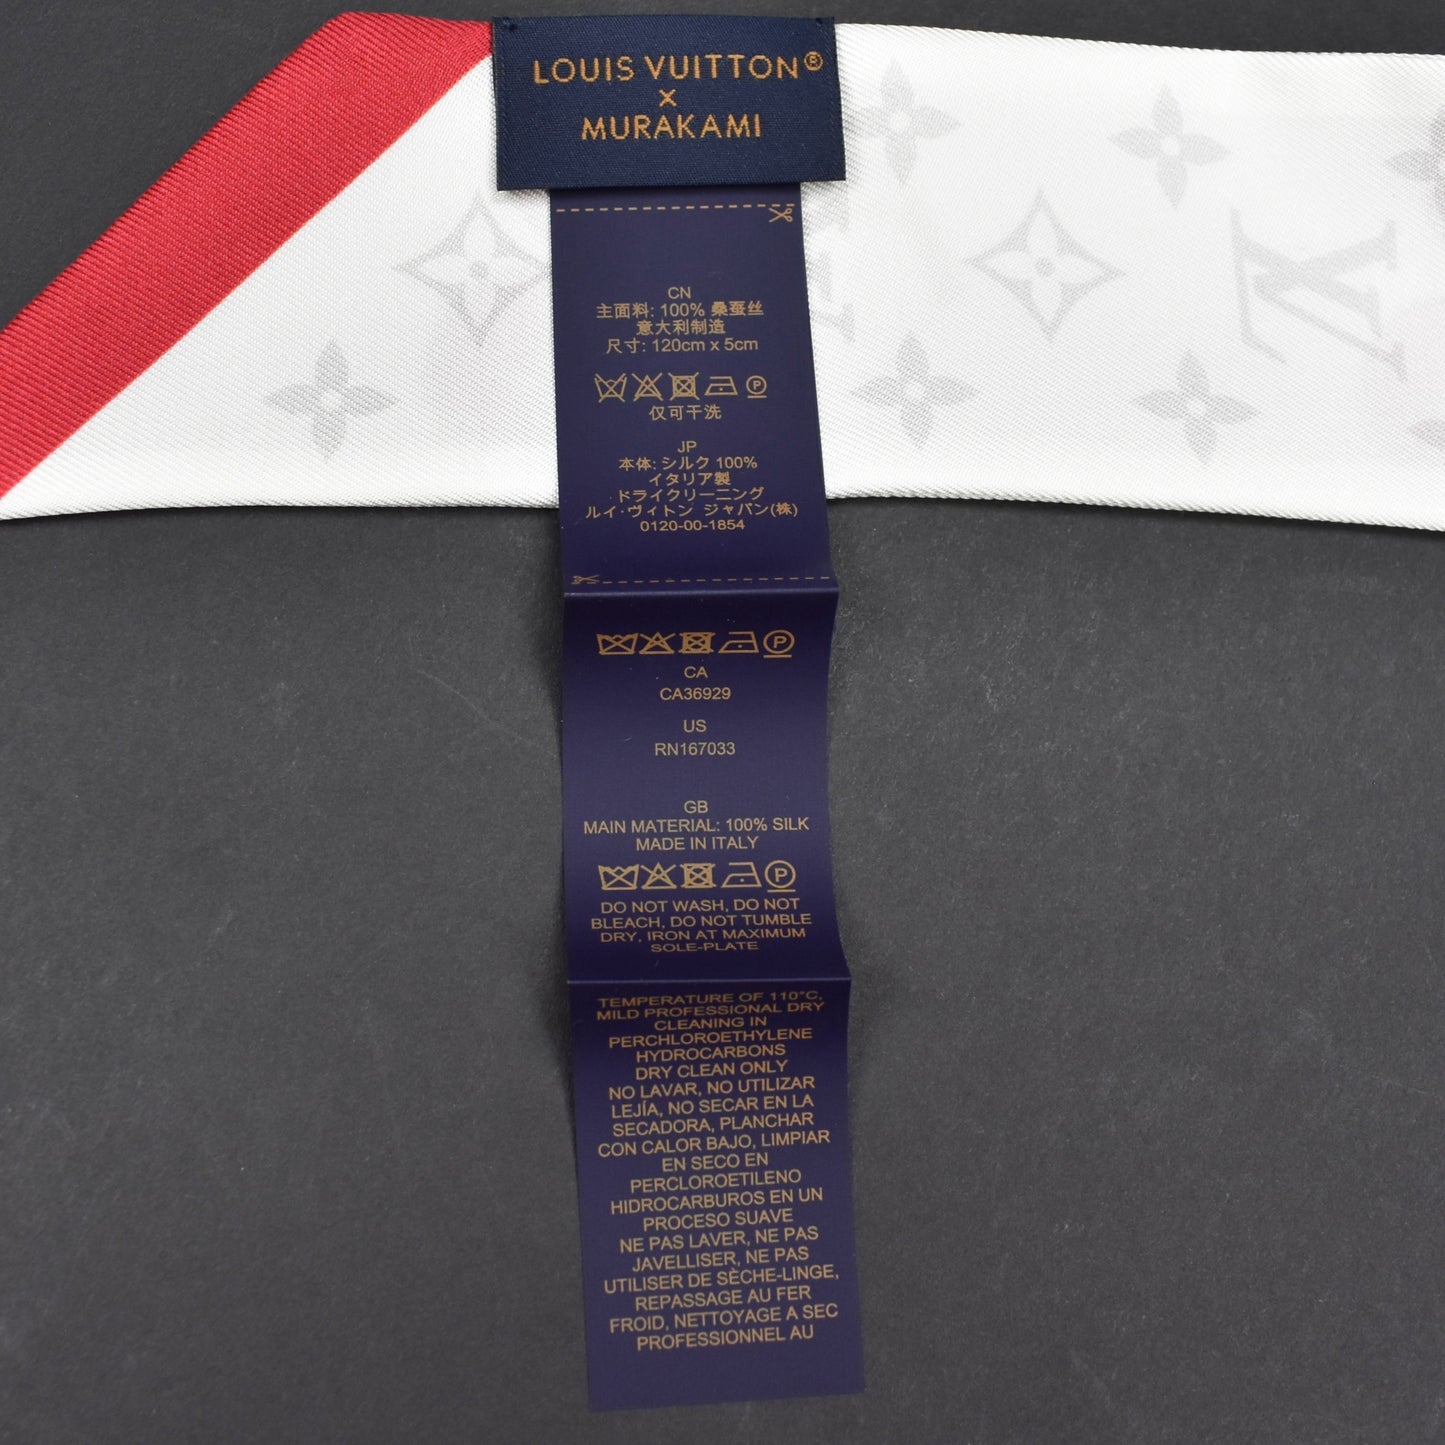 LOUIS VUITTON®
X
MURAKAMI
CN
主面料: 100% 桑蚕丝
意大利制造
尺寸: 120cm x 5cm
P
仅可干洗
JP
本体: シルク 100%
イタリア製
ドライクリーニング
ルイ・ヴィトン ジャパン(株)
0120-00-1854
P
CA
CA36929
US
RN167033
GB
MAIN MATERIAL: 100% SILK
MADE IN ITALY
P
DO NOT WASH, DO NOT
BLEACH, DO NOT TUMBLE
DRY, IRON AT MAXIMUM
SOLE-PLATE
TEMPERATURE OF 110°C,
MILD PROFESSIONAL DRY
CLEANING IN
PERCHLOROETHYLENE
HYDROCARBONS
DRY CLEAN ONLY
NO LAVAR, NO UTILIZAR
LEJÍA, NO SECAR EN LA
SECADORA, PLANCHAR
CON CALOR BAJO, LIMPIAR
EN SECO EN
PERCLOROETILENO
HIDROCARBUROS EN UN
PROCESO SUAVE
NE PAS LAVER, NE PAS
JAVELLISER, NE PAS
UTILISER DE SÈCHE-LINGE,
REPASSAGE AU FER
FROID, NETTOYAGE A SEC
PROFESSIONNEL AU